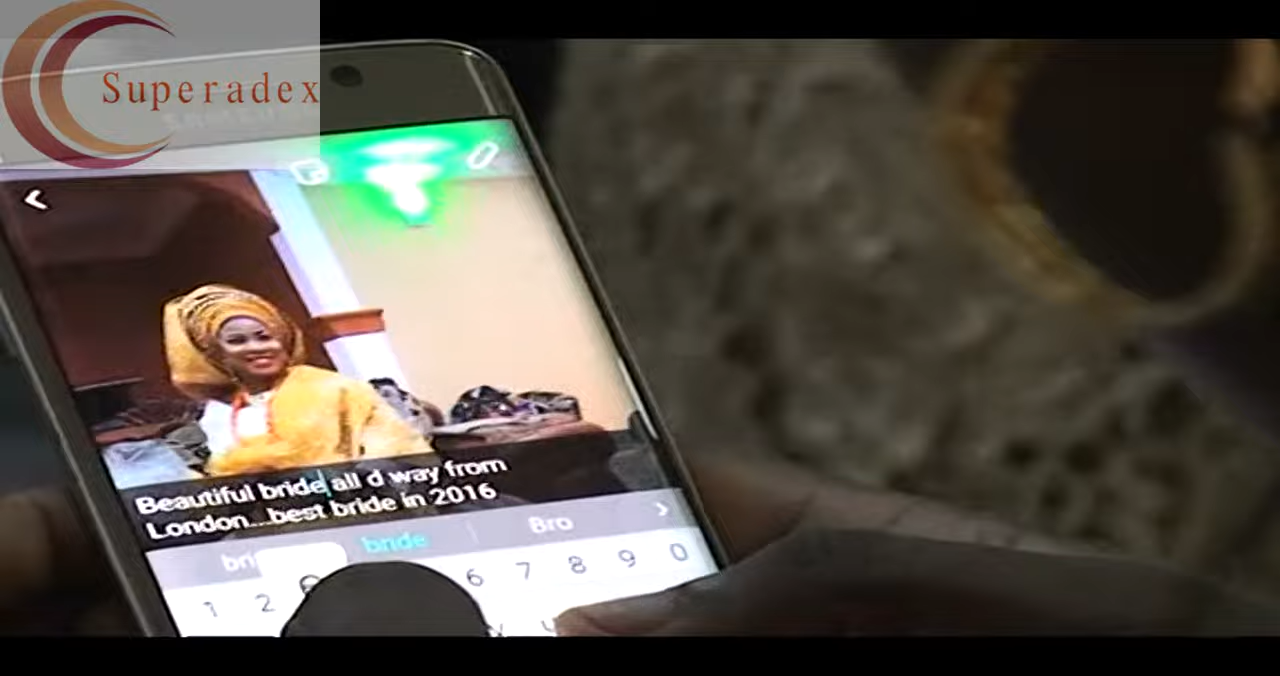 Superadex
Beautiful bride all d way from
London...best bride in 2016
bride
Bro
1 2 6 7 8 9 0